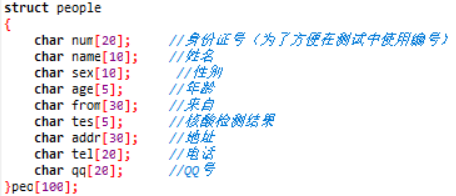 struct people
{
char num[20]; //身份证号（为了方便在测试中使用编号）
char name[10]; //姓名
char sex[10]; //性别
char age[5]; //年龄
char from[30]; //来自
char tes[5]; //核酸检测结果
char addr[30]; //地址
char tel[20]; //电话
char qq[20]; //QQ号
}peo[100];